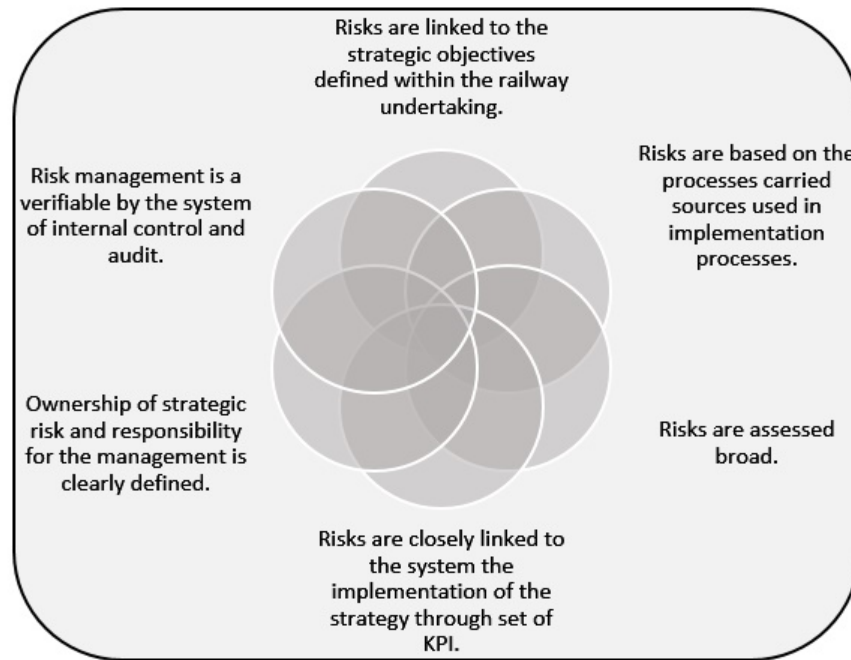 Risks are linked to the
strategic objectives
defined within the railway
undertaking.
Risks are based on the
processes carried
sources used in
implementation
processes.
Risks are assessed
broad.
Risks are closely linked to
the system the
implementation of the
strategy through set of
KPI.
Ownership of strategic
risk and responsibility
for the management is
clearly defined.
Risk management is a
verifiable by the system
of internal control and
audit.